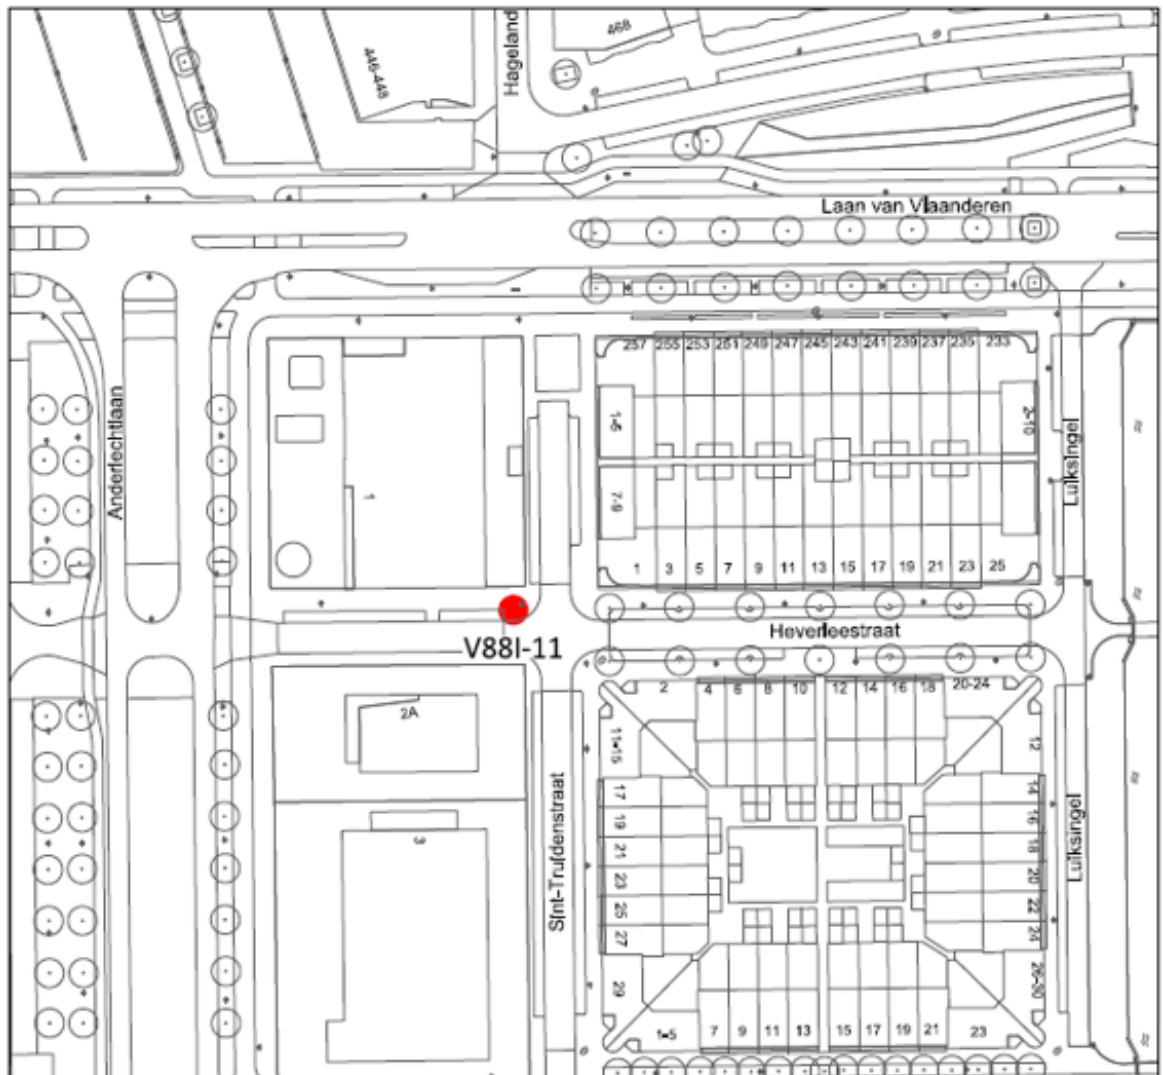 Hageland
468
446-448
Laan van Vlaanderen
257 255 253 251 249 247 245 243 241 239 237 235 233
Anderlechtlaan
1-5
2-10
Luiksingel
7-9
1
1 3 5 7 9 11 13 15 17 19 21 23 25
Heverleestraat
V88I-11
2 4 6 8 10 12 14 16 18 20-24
2A
11-15
12
17
14
19
16
3
21
18
Sint-Truidenstraat
Luiksingel
23
20
25
22
27
24
29
26-30
1-5 7 9 11 13 15 17 19 21 23